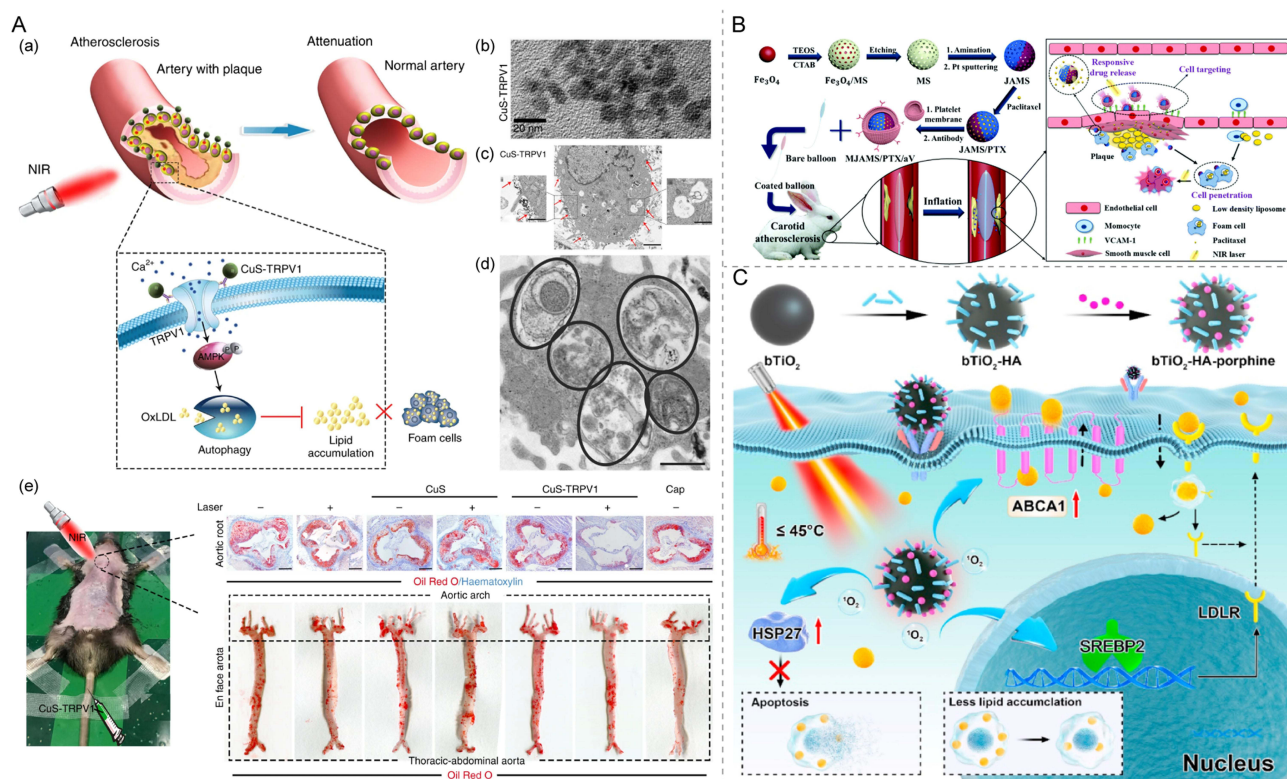 A
(a)
Atherosclerosis
Attenuation
Artery with plaque
Normal artery
NIR
Ca2+
CuS-TRPV1
TRPV1
AMPK
P
P
OxLDL
Autophagy
Lipid
accumulation
Foam cells
(b)
CuS-TRPV1
20 nm
(c)
CuS-TRPV1
(d)
(e)
NIR
CuS-TRPV1
CuS
CuS-TRPV1
Cap
Laser
–
+
–
+
–
+
–
Aortic root
Oil Red O/Haematoxylin
Aortic arch
En face arota
Thoracic-abdominal aorta
Oil Red O
B
Fe3O4
TEOS
CTAB
Fe3O4/MS
Etching
MS
1. Amination
2. Pt sputtering
JAMS
Paclitaxel
JAMS/PTX
1. Platelet
membrane
2. Antibody
MJAMS/PTX/aV
Bare balloon
Coated balloon
Carotid
atherosclerosis
Inflation
Responsive
drug release
Cell targeting
Plaque
Cell penetration
Endothelial cell
Low density liposome
Momocyte
Foam cell
VCAM-1
Paclitaxel
Smooth muscle cell
NIR laser
C
bTiO2
bTiO2-HA
bTiO2-HA-porphine
≤ 45°C
ABCA1
1O2
1O2
1O2
HSP27
LDLR
SREBP2
Apoptosis
Less lipid accumclation
Nucleus